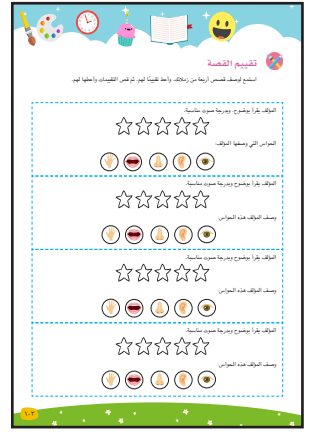 تقييم القصة
استمع لوصف قصص أربعة من زملائك. وأعط تقييمًا لهم. ثم قص التقييمات وأعطها لهم.
المؤلف يقرأ بوضوح وبدرجة صوت مناسبة.
الحواس التي وصفها المؤلف:
المؤلف يقرأ بوضوح وبدرجة صوت مناسبة.
وصف المؤلف هذه الحواس:
المؤلف يقرأ بوضوح وبدرجة صوت مناسبة.
وصف المؤلف هذه الحواس:
المؤلف يقرأ بوضوح وبدرجة صوت مناسبة.
وصف المؤلف هذه الحواس:
١٠٣